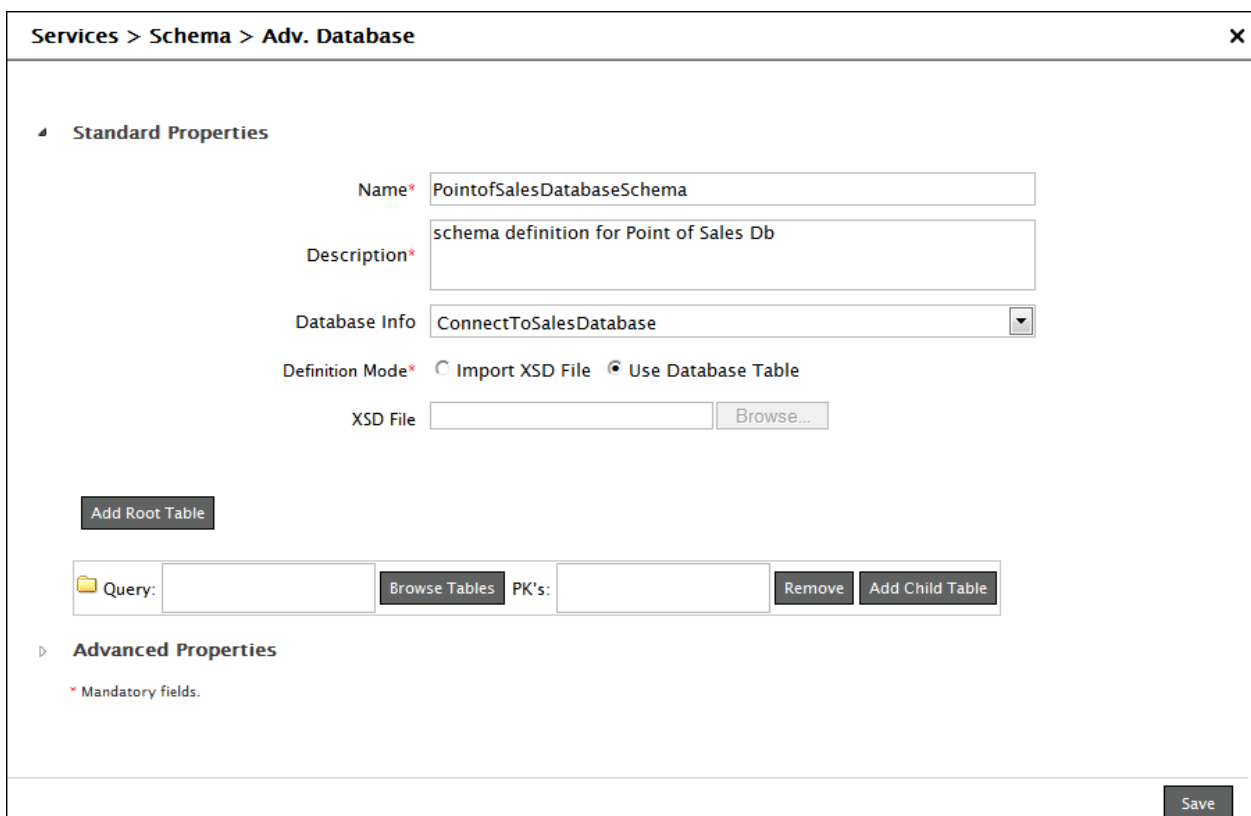 Services > Schema > Adv. Database
Standard Properties
Name* PointofSalesDatabaseSchema
Description* schema definition for Point of Sales Db
Database Info ConnectToSalesDatabase
Definition Mode* Import XSD File Use Database Table
XSD File Browse...
Add Root Table
Query: Browse Tables PK's: Remove Add Child Table
Advanced Properties
* Mandatory fields.
Save